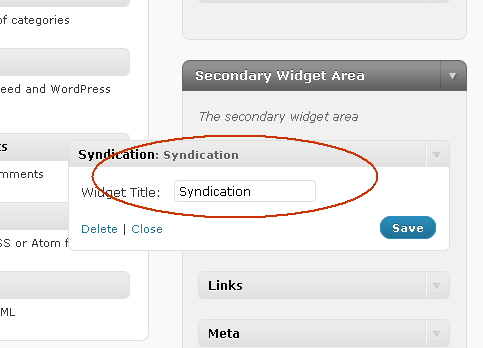 of categories
Secondary Widget Area
eed and WordPress
The secondary widget area
ts
Syndication: Syndication
mments
Widget Title: Syndication
Delete | Close
Save
SS or Atom f
Links
ML
Meta